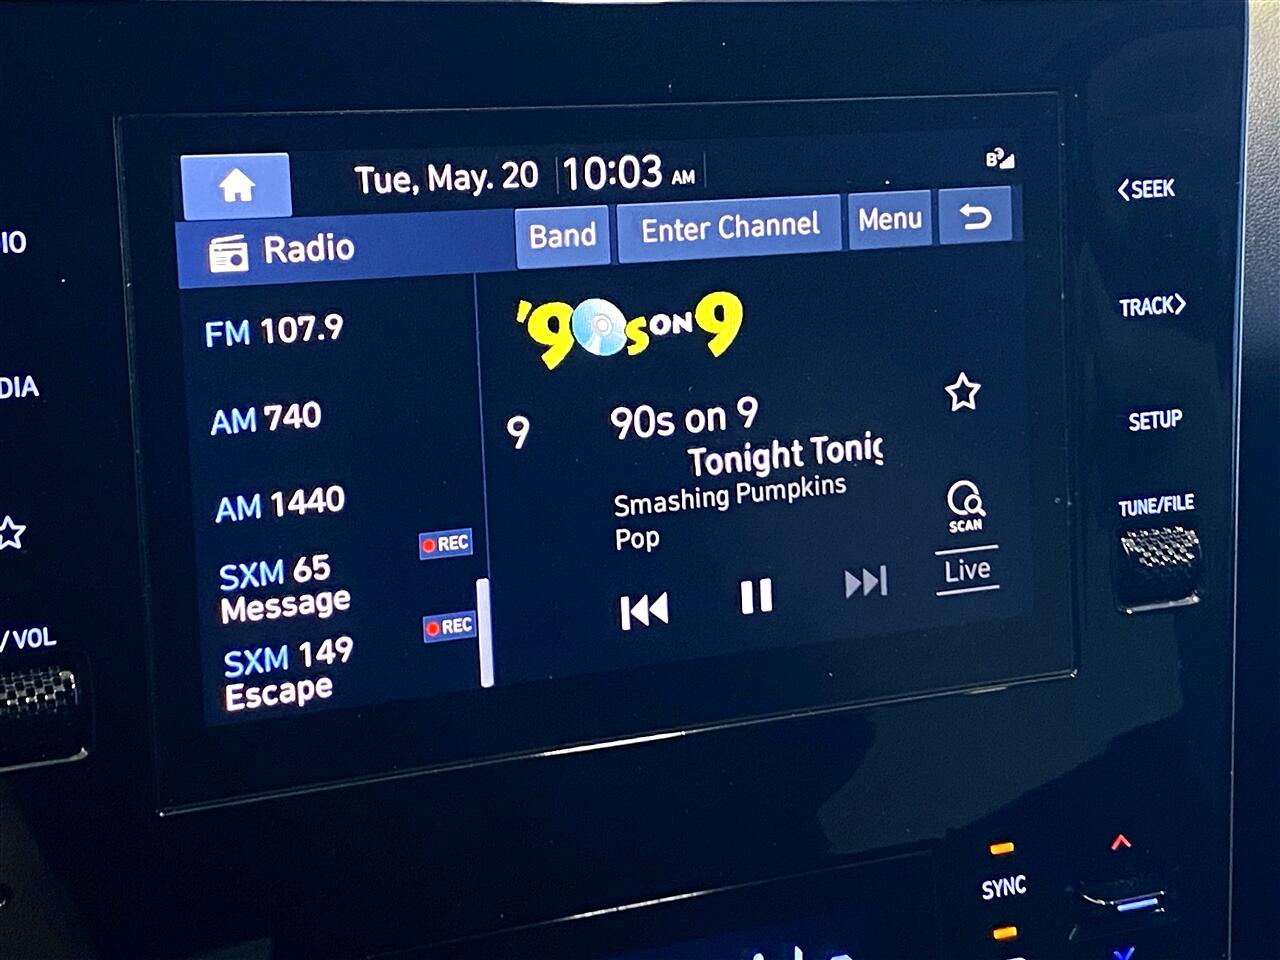 Tue, May. 20 10:03 AM
Radio Band Enter Channel Menu
FM 107.9
AM 740
AM 1440
REC
SXM 65
Message
REC
SXM 149
Escape
'90s ON 9
9 90s on 9
Tonight Tonig
Smashing Pumpkins
Pop
SCAN
Live
IO
DIA
/VOL
<SEEK
TRACK>
SETUP
TUNE/FILE
SYNC